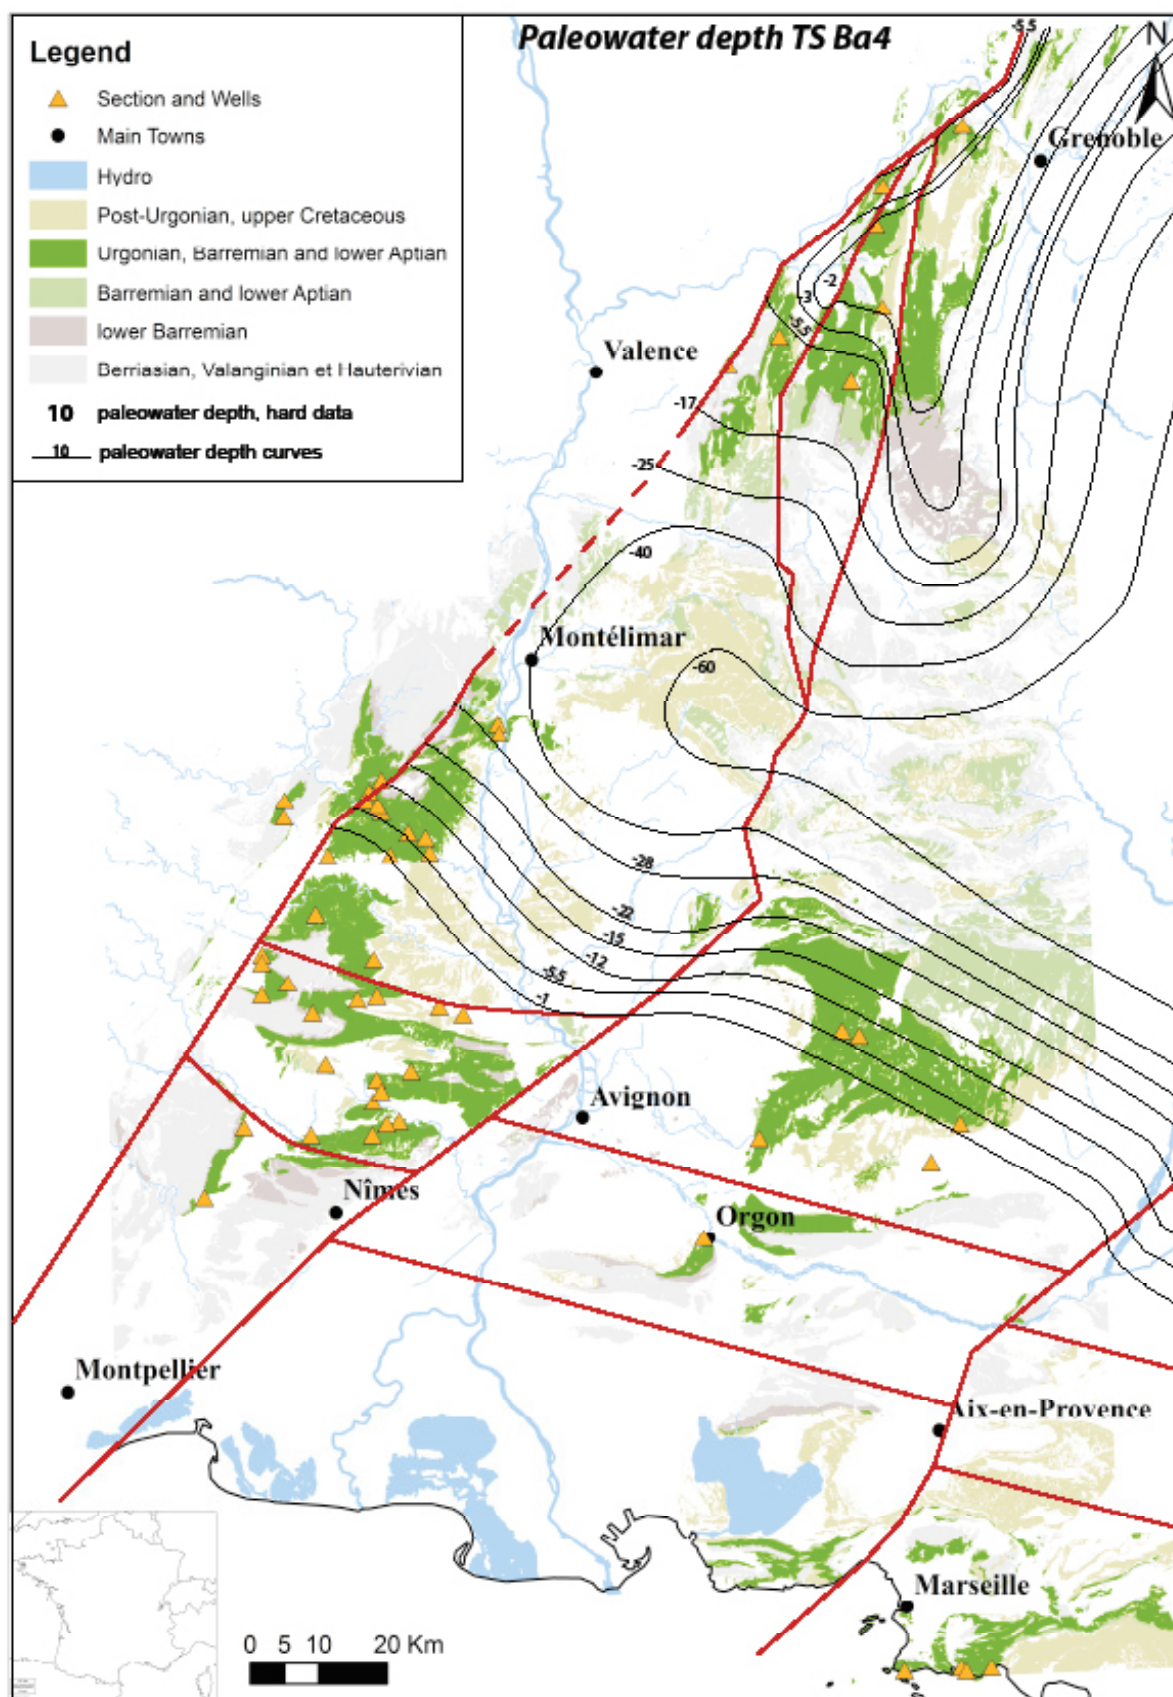 Paleowater depth TS Ba4
Legend
Section and Wells
Main Towns
Hydro
Post-Urgonian, upper Cretaceous
Urgonian, Barremian and lower Aptian
Barremian and lower Aptian
lower Barremian
Berriasian, Valanginian et Hauterivian
10 paleowater depth, hard data
10 paleowater depth curves
-5.5
N
Grenoble
-2
-3
-5.5
Valence
-17
-25
-40
Montélimar
-60
-28
-22
-15
-12
-5.5
-1
Avignon
Nîmes
Orgon
Montpellier
Aix-en-Provence
Marseille
0 5 10 20 Km